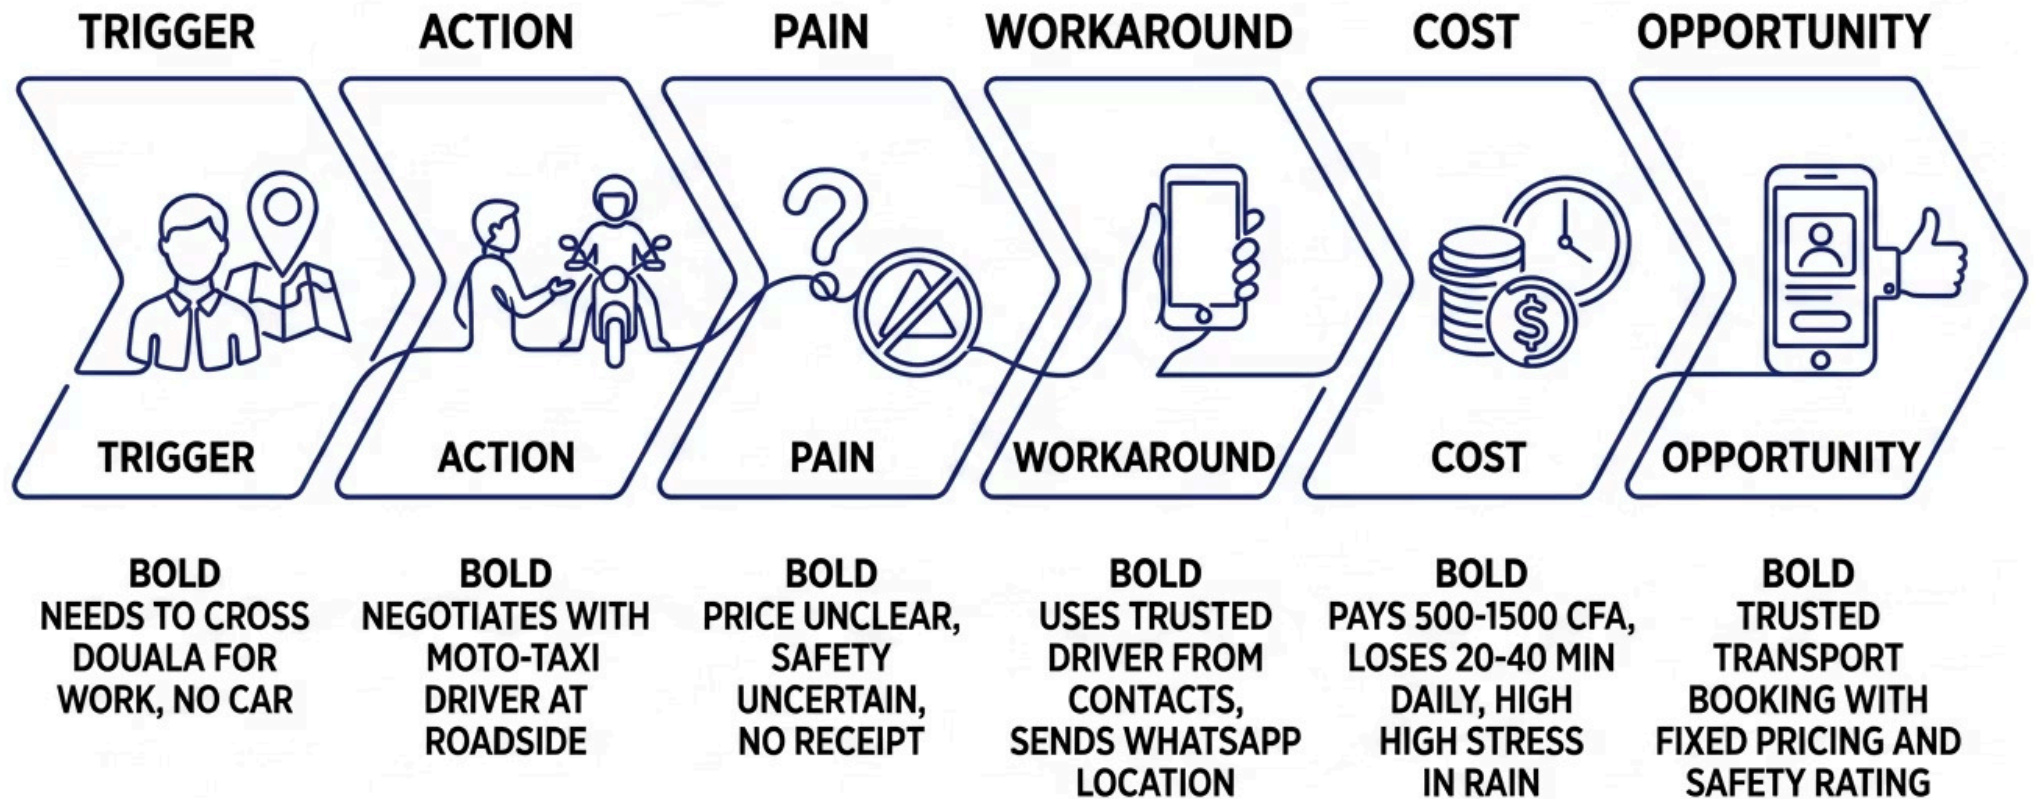 TRIGGER
ACTION
PAIN
WORKAROUND
COST
OPPORTUNITY
TRIGGER
ACTION
PAIN
WORKAROUND
COST
OPPORTUNITY
$
BOLD
NEEDS TO CROSS
DOUALA FOR
WORK, NO CAR
BOLD
NEGOTIATES WITH
MOTO-TAXI
DRIVER AT
ROADSIDE
BOLD
PRICE UNCLEAR,
SAFETY
UNCERTAIN,
NO RECEIPT
BOLD
USES TRUSTED
DRIVER FROM
CONTACTS,
SENDS WHATSAPP
LOCATION
BOLD
PAYS 500-1500 CFA,
LOSES 20-40 MIN
DAILY, HIGH
HIGH STRESS
IN RAIN
BOLD
TRUSTED
TRANSPORT
BOOKING WITH
FIXED PRICING AND
SAFETY RATING